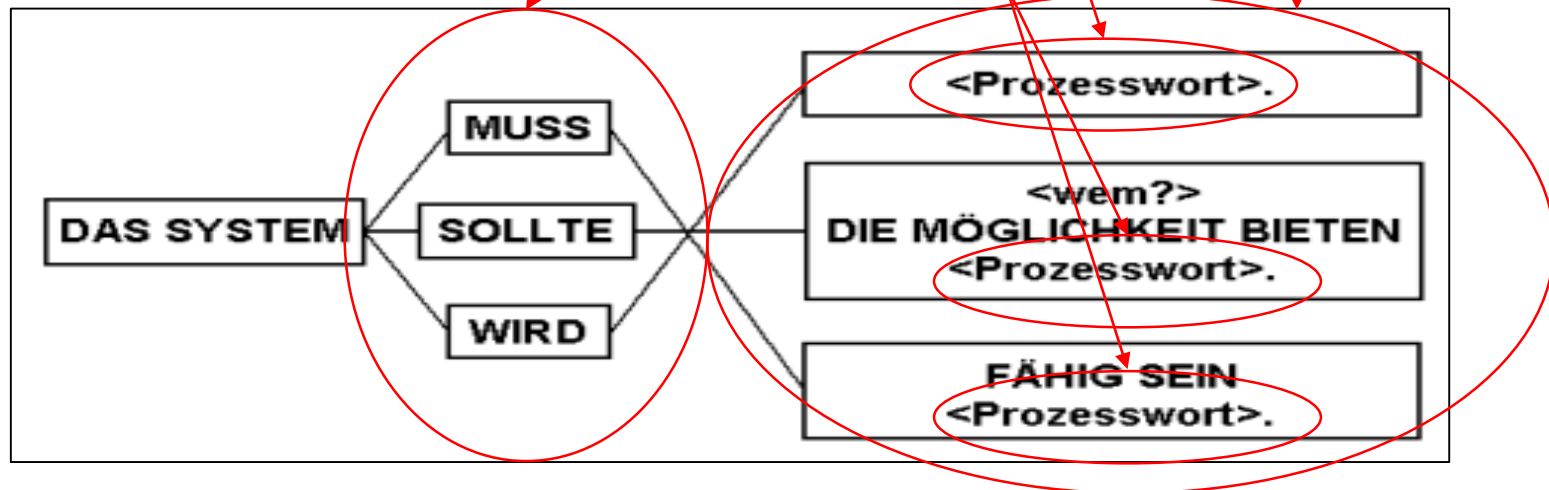 DAS SYSTEM
MUSS
SOLLTE
WIRD
<Prozesswort>.
<wem?>
DIE MÖGLICHKEIT BIETEN
<Prozesswort>.
FÄHIG SEIN
<Prozesswort>.